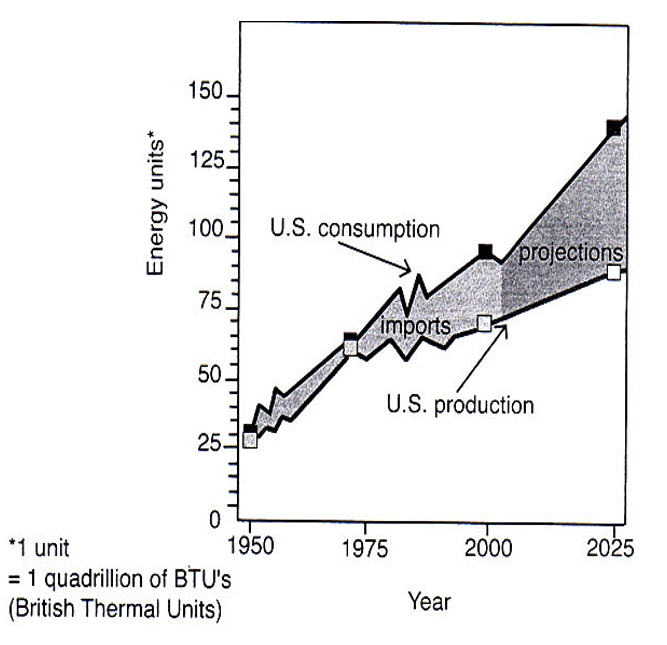 150
125
100
75
50
25
0
Energy units*
U.S. consumption
projections
imports
U.S. production
1950 1975 2000 2025
Year
*1 unit
= 1 quadrillion of BTU's
(British Thermal Units)